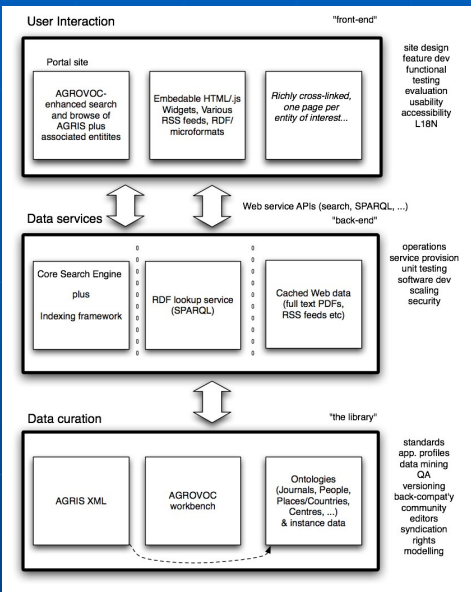 User Interaction
"front-end"
Portal site
AGROVOC-
enhanced search
and browse of
AGRIS plus
associated entitites
Embedable HTML/.js
Widgets, Various
RSS feeds, RDF/
microformats
Richly cross-linked,
one page per
entity of interest...
site design
feature dev
functional
testing
evaluation
usability
accessibility
L18N
Web service APIs (search, SPARQL, ...)
Data services
"back-end"
Core Search Engine
plus
Indexing framework
RDF lookup service
(SPARQL)
Cached Web data
(full text PDFs,
RSS feeds etc)
operations
service provision
unit testing
software dev
scaling
security
Data curation
"the library"
AGRIS XML
AGROVOC
workbench
Ontologies
(Journals, People,
Places/Countries,
Centres, ...)
& instance data
standards
app. profiles
data mining
QA
versioning
back-compat'y
community
editors
syndication
rights
modelling